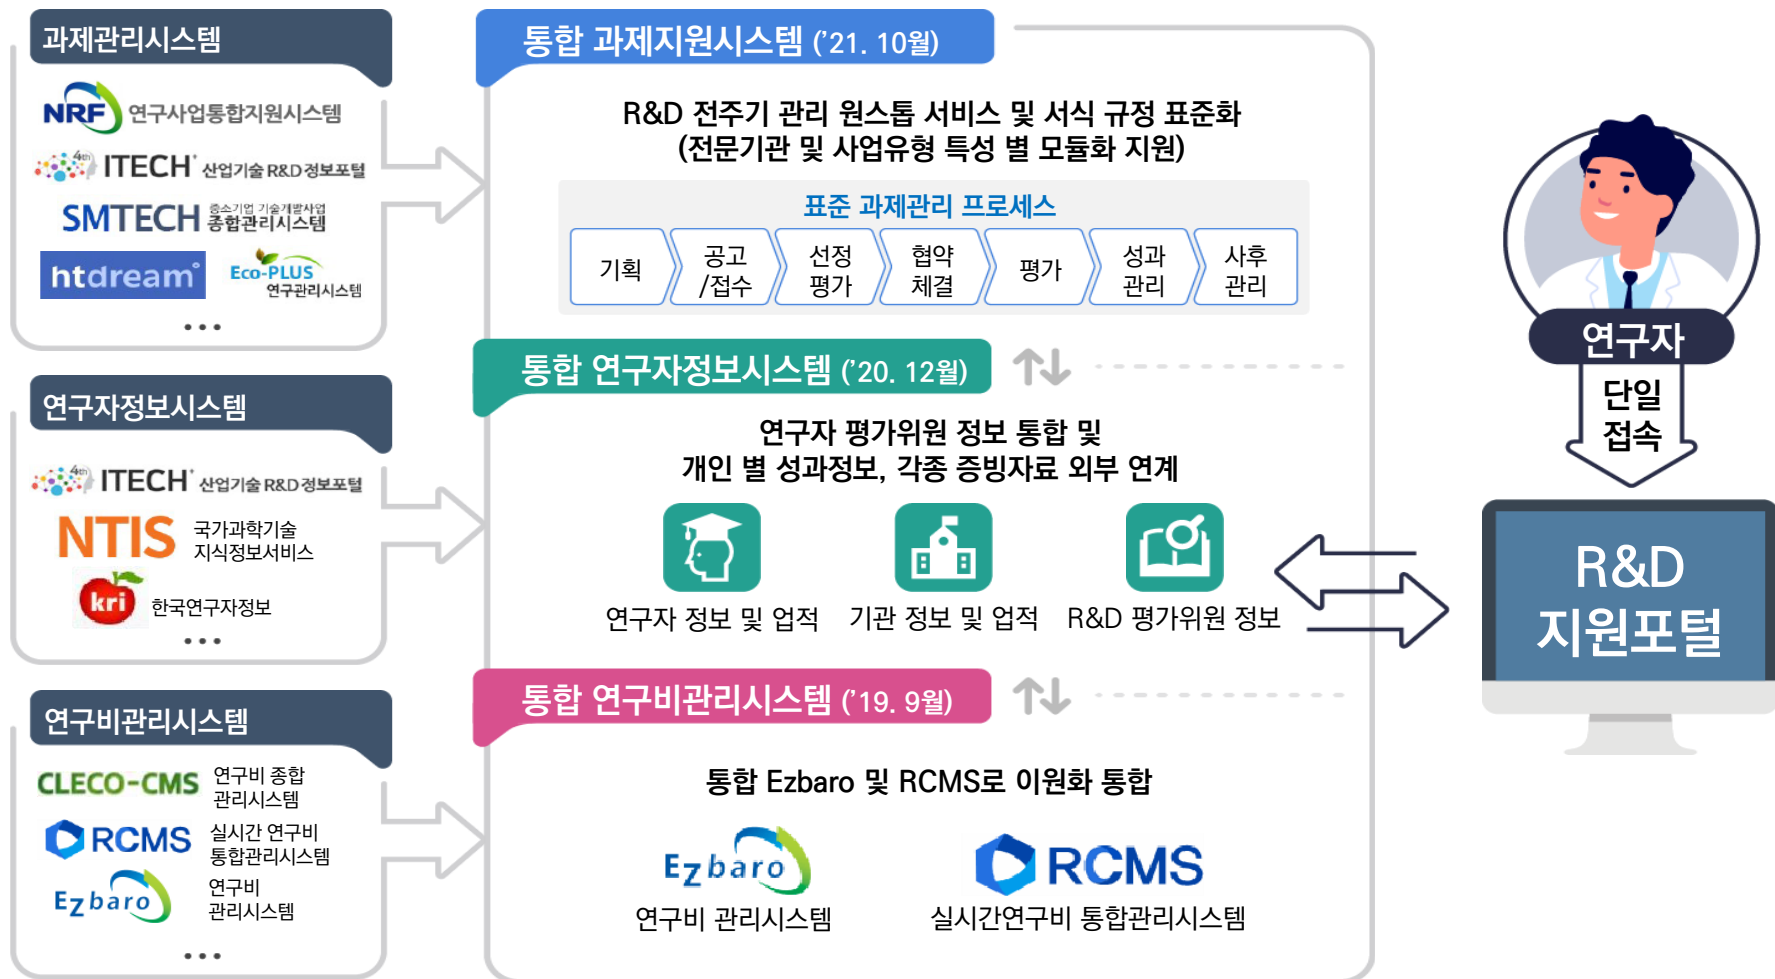 과제관리시스템
NRF 연구사업통합지원시스템
4th ITECH 산업기술 R&D 정보포털
SMTECH 중소기업 기술개발사업
종합관리시스템
htdream
Eco-PLUS
연구관리시스템
...
연구자정보시스템
4th ITECH 산업기술 R&D 정보포털
NTIS 국가과학기술
지식정보서비스
kri 한국연구자정보
...
연구비관리시스템
CLECO-CMS 연구비 종합
관리시스템
RCMS 실시간 연구비
통합관리시스템
Ezbaro 연구비
관리시스템
...
통합 과제지원시스템 ('21. 10월)
R&D 전주기 관리 원스톱 서비스 및 서식 규정 표준화
(전문기관 및 사업유형 특성 별 모듈화 지원)
표준 과제관리 프로세스
기획
공고
/접수
선정
평가
협약
체결
평가
성과
관리
사후
관리
통합 연구자정보시스템 ('20. 12월)
연구자 평가위원 정보 통합 및
개인 별 성과정보, 각종 증빙자료 외부 연계
연구자 정보 및 업적
기관 정보 및 업적
R&D 평가위원 정보
통합 연구비관리시스템 ('19. 9월)
통합 Ezbaro 및 RCMS로 이원화 통합
Ezbaro
연구비 관리시스템
RCMS
실시간연구비 통합관리시스템
연구자
단일
접속
R&D
지원포털